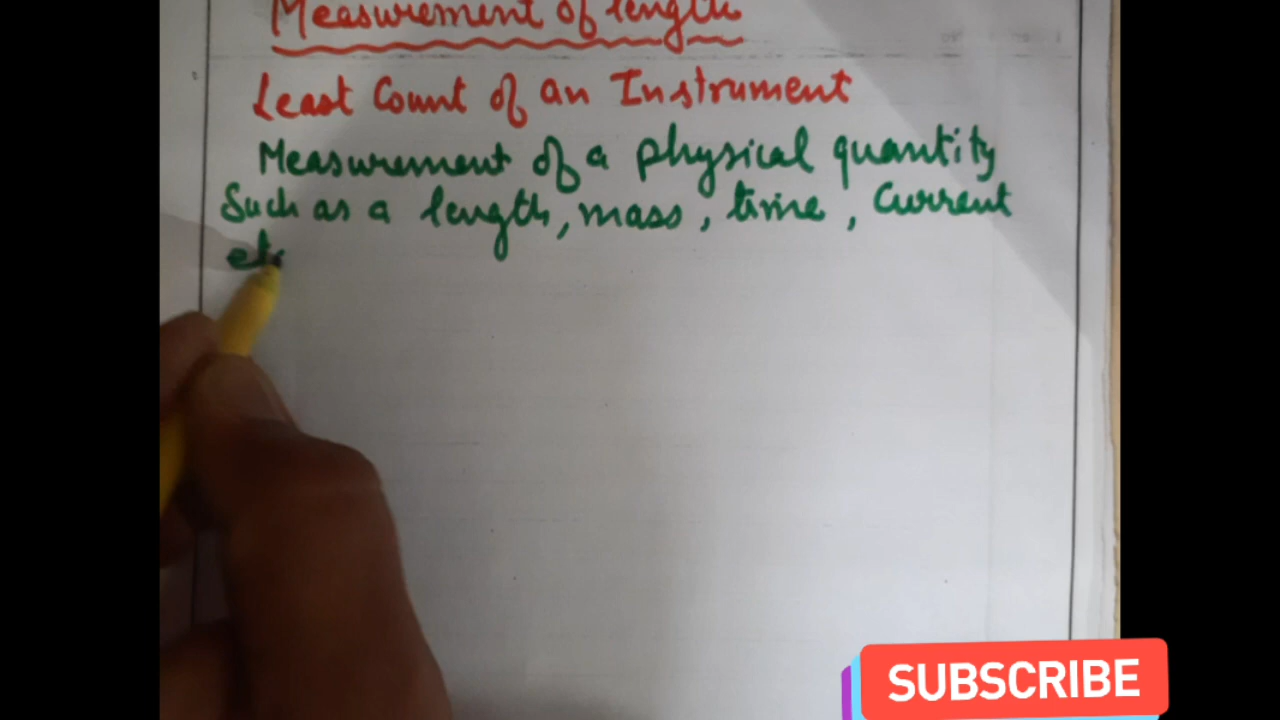 Measurement of length
Least Count of an Instrument
Measurement of a physical quantity
Such as a length, mass, time, Current
etc
SUBSCRIBE